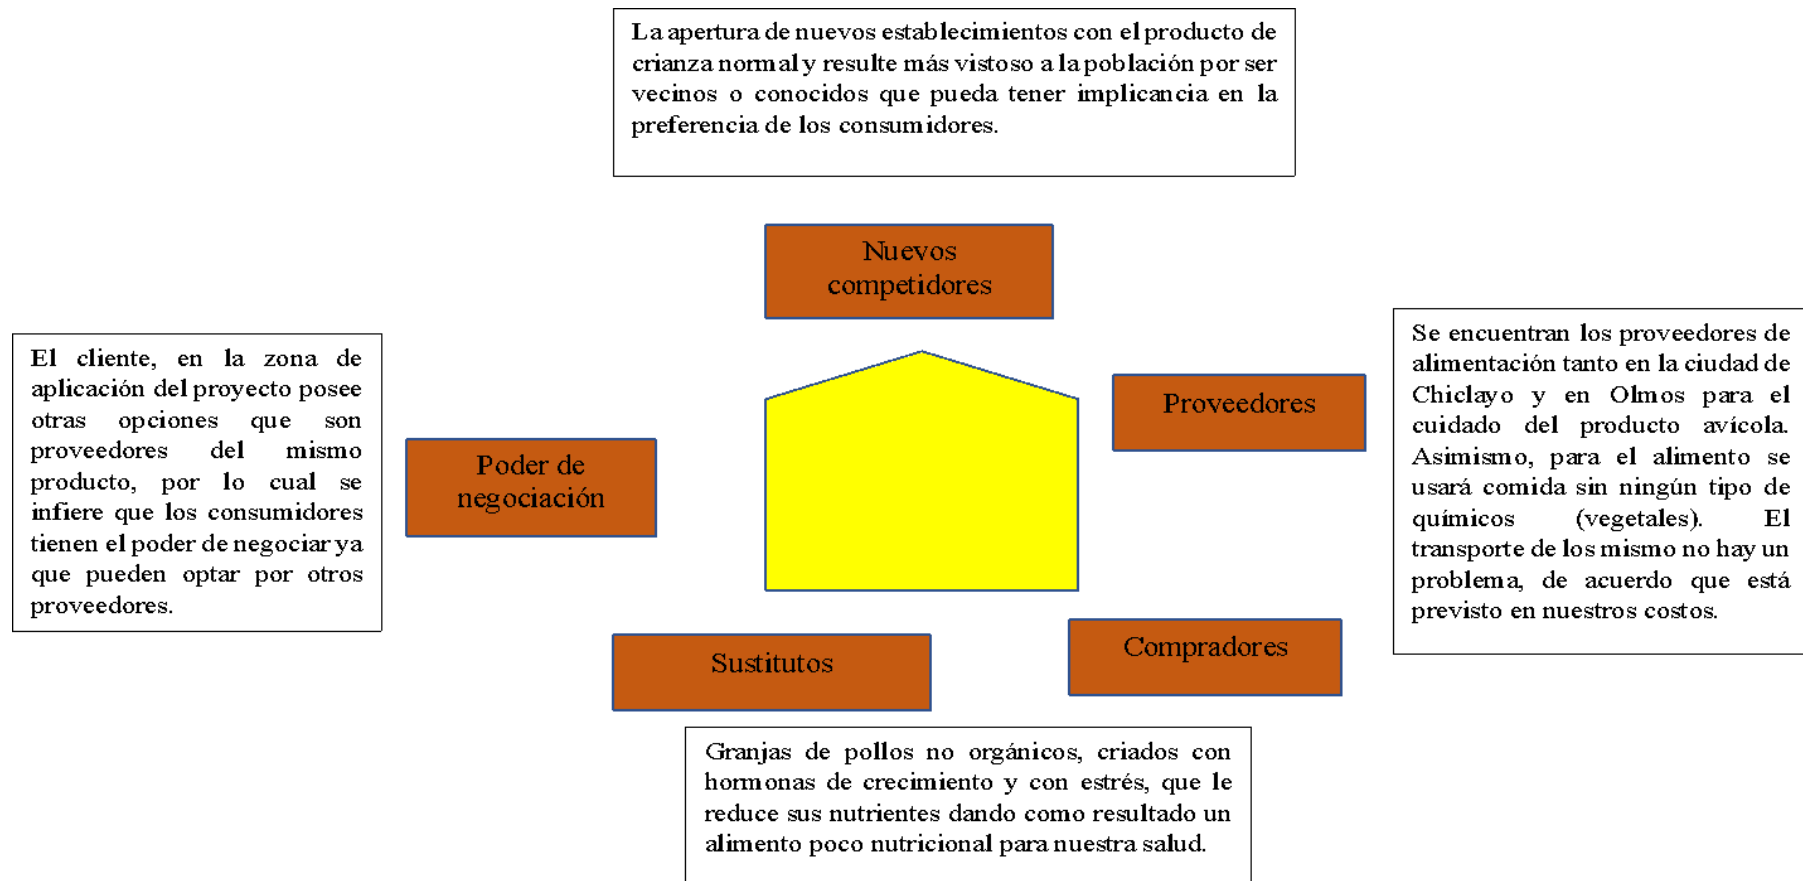 La apertura de nuevos establecimientos con el producto de
crianza normal y resulte más vistoso a la población por ser
vecinos o conocidos que pueda tener implicancia en la
preferencia de los consumidores.
Nuevos
competidores
El cliente, en la zona de
aplicación del proyecto posee
otras opciones que son
proveedores del mismo
producto, por lo cual se
infiere que los consumidores
tienen el poder de negociar ya
que pueden optar por otros
proveedores.
Poder de
negociación
Proveedores
Se encuentran los proveedores de
alimentación tanto en la ciudad de
Chiclayo y en Olmos para el
cuidado del producto avícola.
Asimismo, para el alimento se
usará comida sin ningún tipo de
químicos (vegetales). El
transporte de los mismo no hay un
problema, de acuerdo que está
previsto en nuestros costos.
Sustitutos
Compradores
Granjas de pollos no orgánicos, criados con
hormonas de crecimiento y con estrés, que le
reduce sus nutrientes dando como resultado un
alimento poco nutricional para nuestra salud.